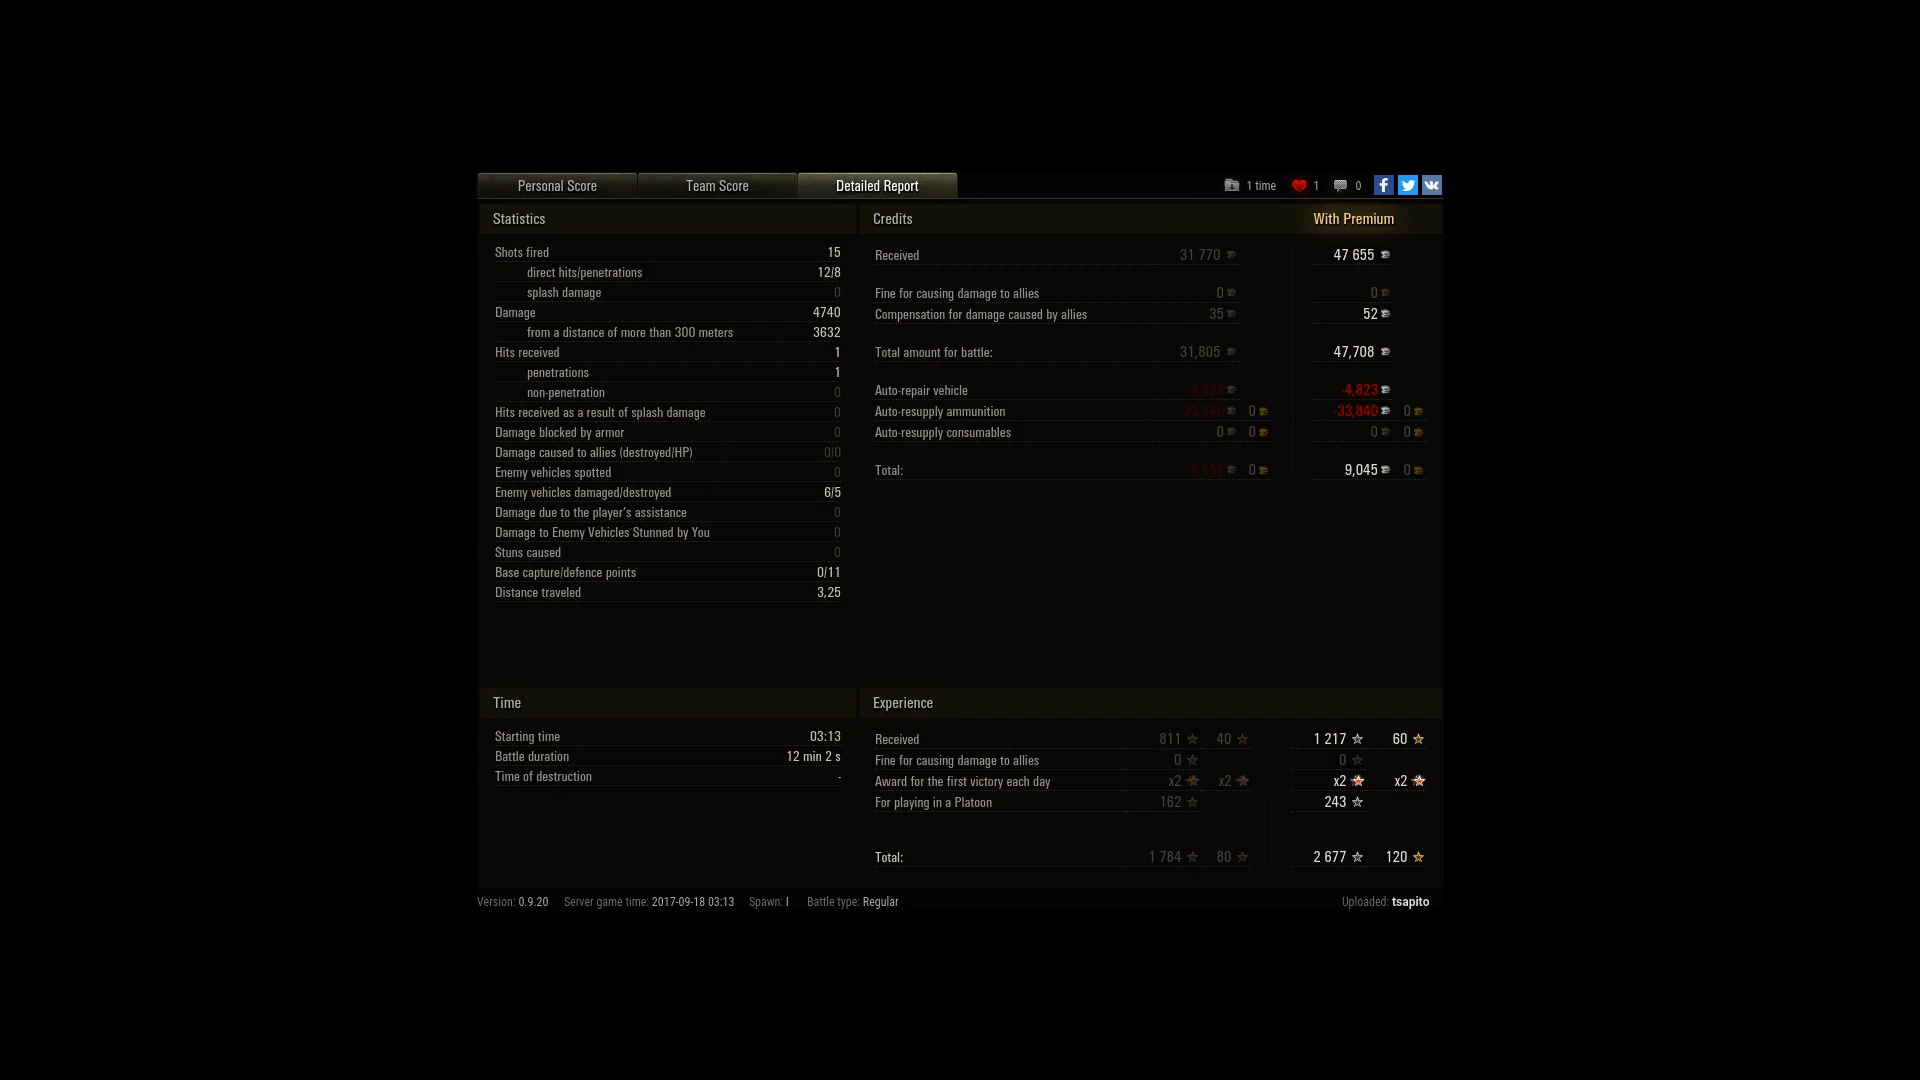 Personal Score Team Score Detailed Report 1 time 1 0
Statistics
Shots fired 15
direct hits/penetrations 12/8
splash damage 0
Damage 4740
from a distance of more than 300 meters 3632
Hits received 1
penetrations 1
non-penetration 0
Hits received as a result of splash damage 0
Damage blocked by armor 0
Damage caused to allies (destroyed/HP) 0/0
Enemy vehicles spotted 0
Enemy vehicles damaged/destroyed 6/5
Damage due to the player's assistance 0
Damage to Enemy Vehicles Stunned by You 0
Stuns caused 0
Base capture/defence points 0/11
Distance traveled 3,25
Credits With Premium
Received 31 770 47 655
Fine for causing damage to allies 0 0
Compensation for damage caused by allies 35 52
Total amount for battle: 31,805 47,708
Auto-repair vehicle -4,823 -4,823
Auto-resupply ammunition -33,840 0 -33,840 0
Auto-resupply consumables 0 0 0 0
Total: 0 9,045 0
Time
Starting time 03:13
Battle duration 12 min 2 s
Time of destruction -
Experience
Received 811 40 1 217 60
Fine for causing damage to allies 0 0
Award for the first victory each day x2 x2 x2 x2
For playing in a Platoon 162 243
Total: 1 784 80 2 677 120
Version: 0.9.20 Server game time: 2017-09-18 03:13 Spawn: I Battle type: Regular Uploaded: tsapito